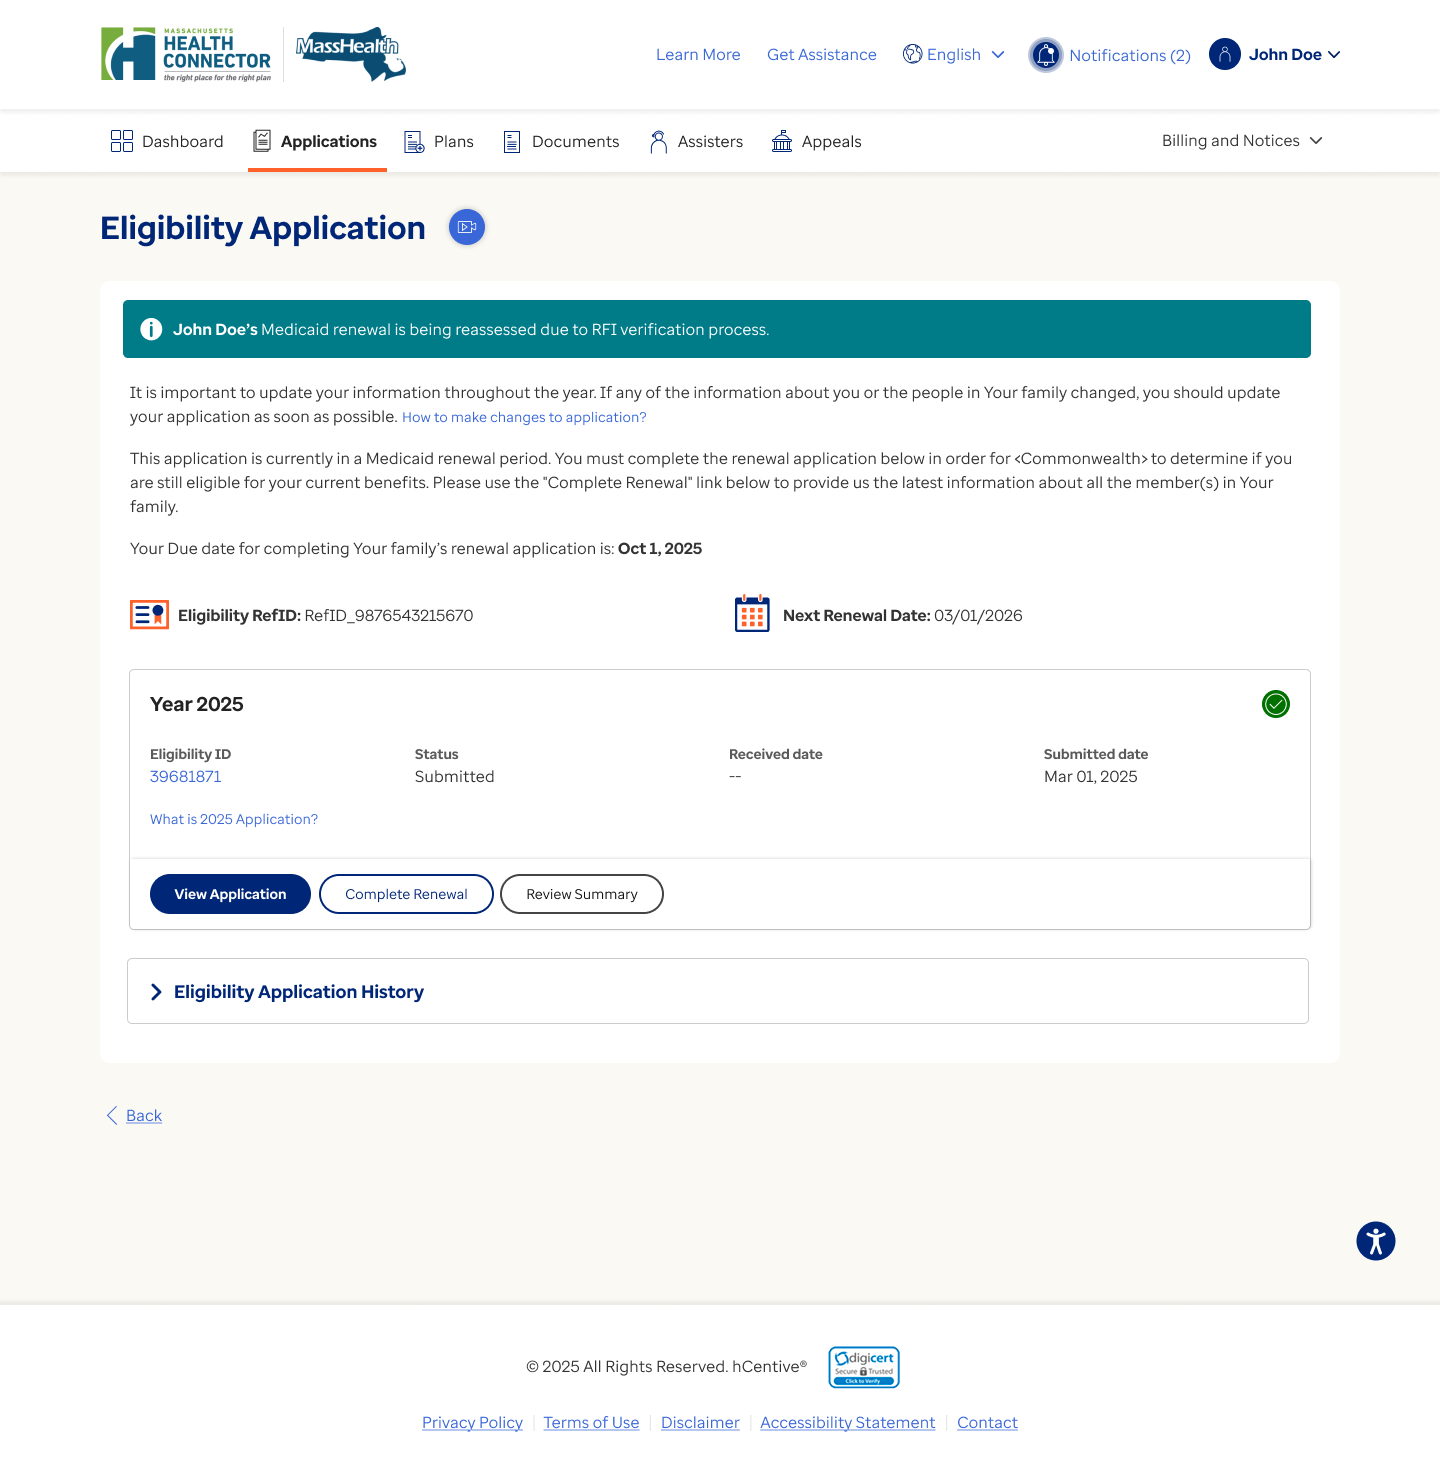 MASSACHUSETTS
HEALTH
CONNECTOR
the right place for the right plan
MassHealth
Learn More
Get Assistance
English
Notifications (2)
John Doe
Dashboard
Applications
Plans
Documents
Assisters
Appeals
Billing and Notices
Eligibility Application
John Doe’s Medicaid renewal is being reassessed due to RFI verification process.
It is important to update your information throughout the year. If any of the information about you or the people in Your family changed, you should update
your application as soon as possible. How to make changes to application?
This application is currently in a Medicaid renewal period. You must complete the renewal application below in order for <Commonwealth> to determine if you
are still eligible for your current benefits. Please use the "Complete Renewal" link below to provide us the latest information about all the member(s) in Your
family.
Your Due date for completing Your family’s renewal application is: Oct 1, 2025
Eligibility RefID: RefID_9876543215670
Next Renewal Date: 03/01/2026
Year 2025
Eligibility ID
39681871
Status
Submitted
Received date
--
Submitted date
Mar 01, 2025
What is 2025 Application?
View Application
Complete Renewal
Review Summary
Eligibility Application History
Back
© 2025 All Rights Reserved. hCentive®
digicert
Secure Trusted
Click to Verify
Privacy Policy
Terms of Use
Disclaimer
Accessibility Statement
Contact